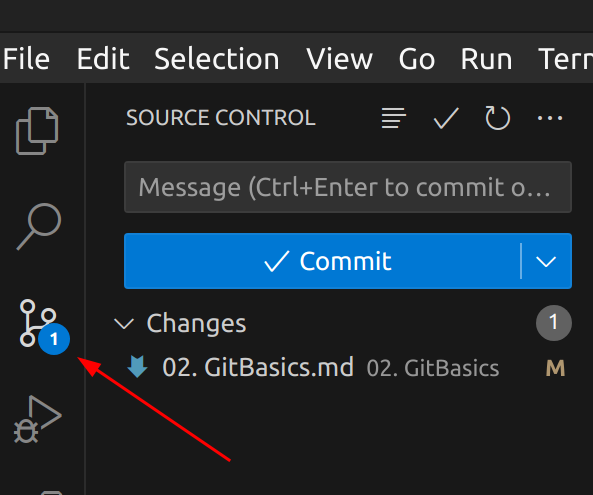 File Edit Selection View Go Run Tern
SOURCE CONTROL
Message (Ctrl+Enter to commit o...
Commit
Changes 1
1
02. GitBasics.md 02. GitBasics M